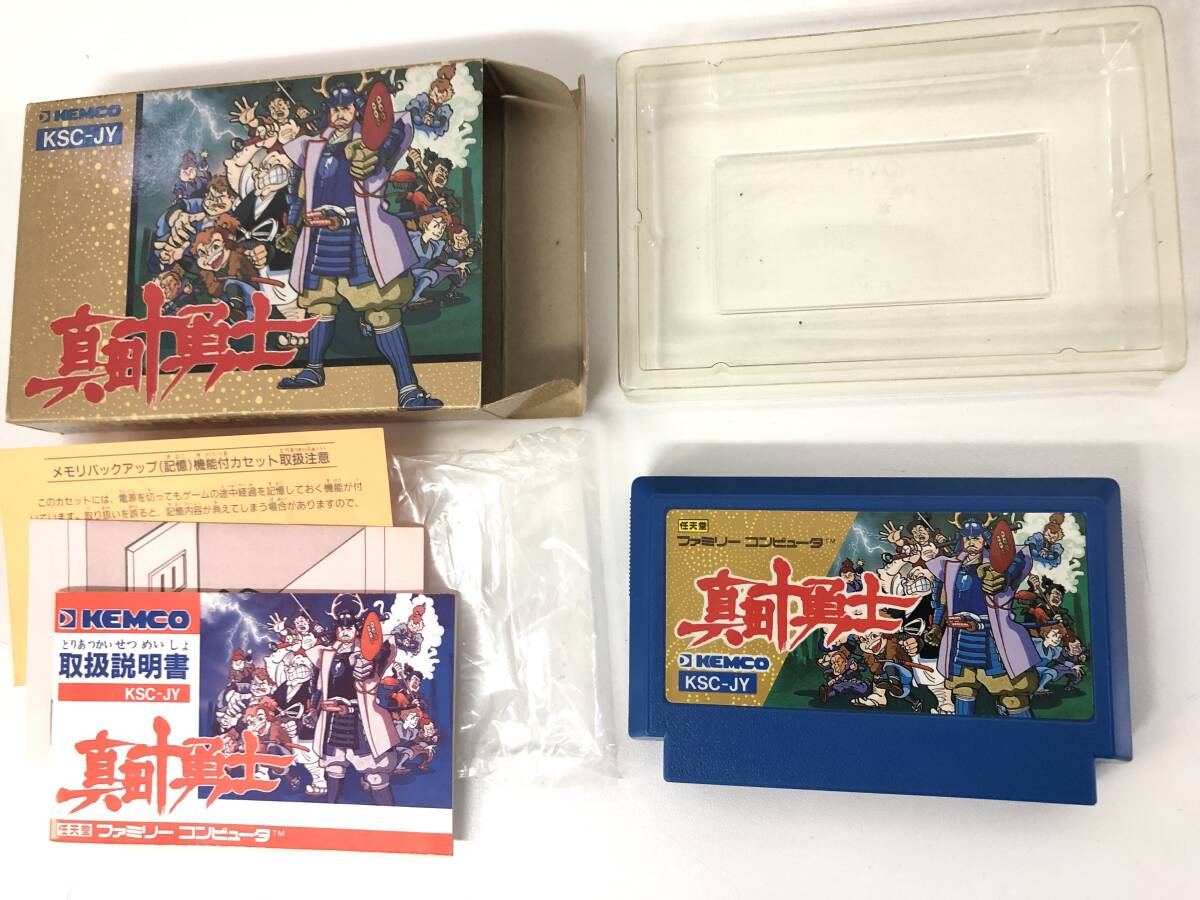 KEMCO
KSC-JY
真田十勇士
メモリバックアップ(記憶)機能付カセット取扱注意
このカセットには、電源を切ってもゲームの途中経過を記憶しておく機能が付
いています。取り扱いを誤ると、記憶内容が消えてしまう場合がありますので、
KEMCO
とりあつかいせつめいしょ
取扱説明書
KSC-JY
真田十勇士
任天堂 ファミリー コンピュータ™
任天堂
ファミリー コンピュータ™
真田十勇士
KEMCO
KSC-JY